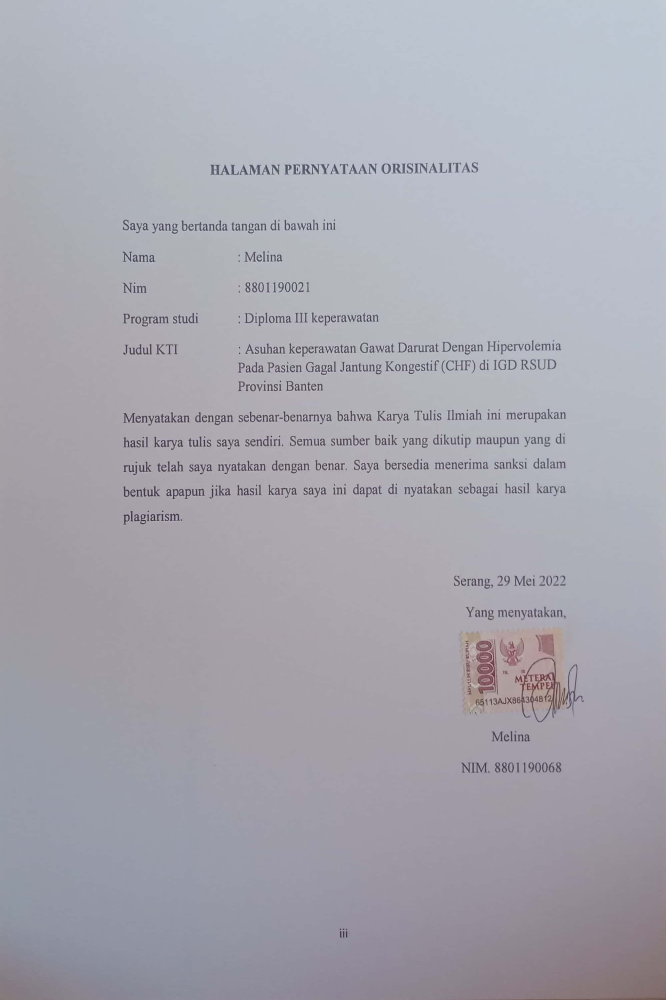 HALAMAN PERNYATAAN ORISINALITAS
Saya yang bertanda tangan di bawah ini
Nama : Melina
Nim : 8801190021
Program studi : Diploma III keperawatan
Judul KTI : Asuhan keperawatan Gawat Darurat Dengan Hipervolemia
Pada Pasien Gagal Jantung Kongestif (CHF) di IGD RSUD
Provinsi Banten
Menyatakan dengan sebenar-benarnya bahwa Karya Tulis Ilmiah ini merupakan
hasil karya tulis saya sendiri. Semua sumber baik yang dikutip maupun yang di
rujuk telah saya nyatakan dengan benar. Saya bersedia menerima sanksi dalam
bentuk apapun jika hasil karya saya ini dapat di nyatakan sebagai hasil karya
plagiarism.
Serang, 29 Mei 2022
Yang menyatakan,
SEPULUH RIBU RUPIAH
10000
METERAI
TEMPEL
65113AJX864304812
Melina
NIM. 8801190068
iii